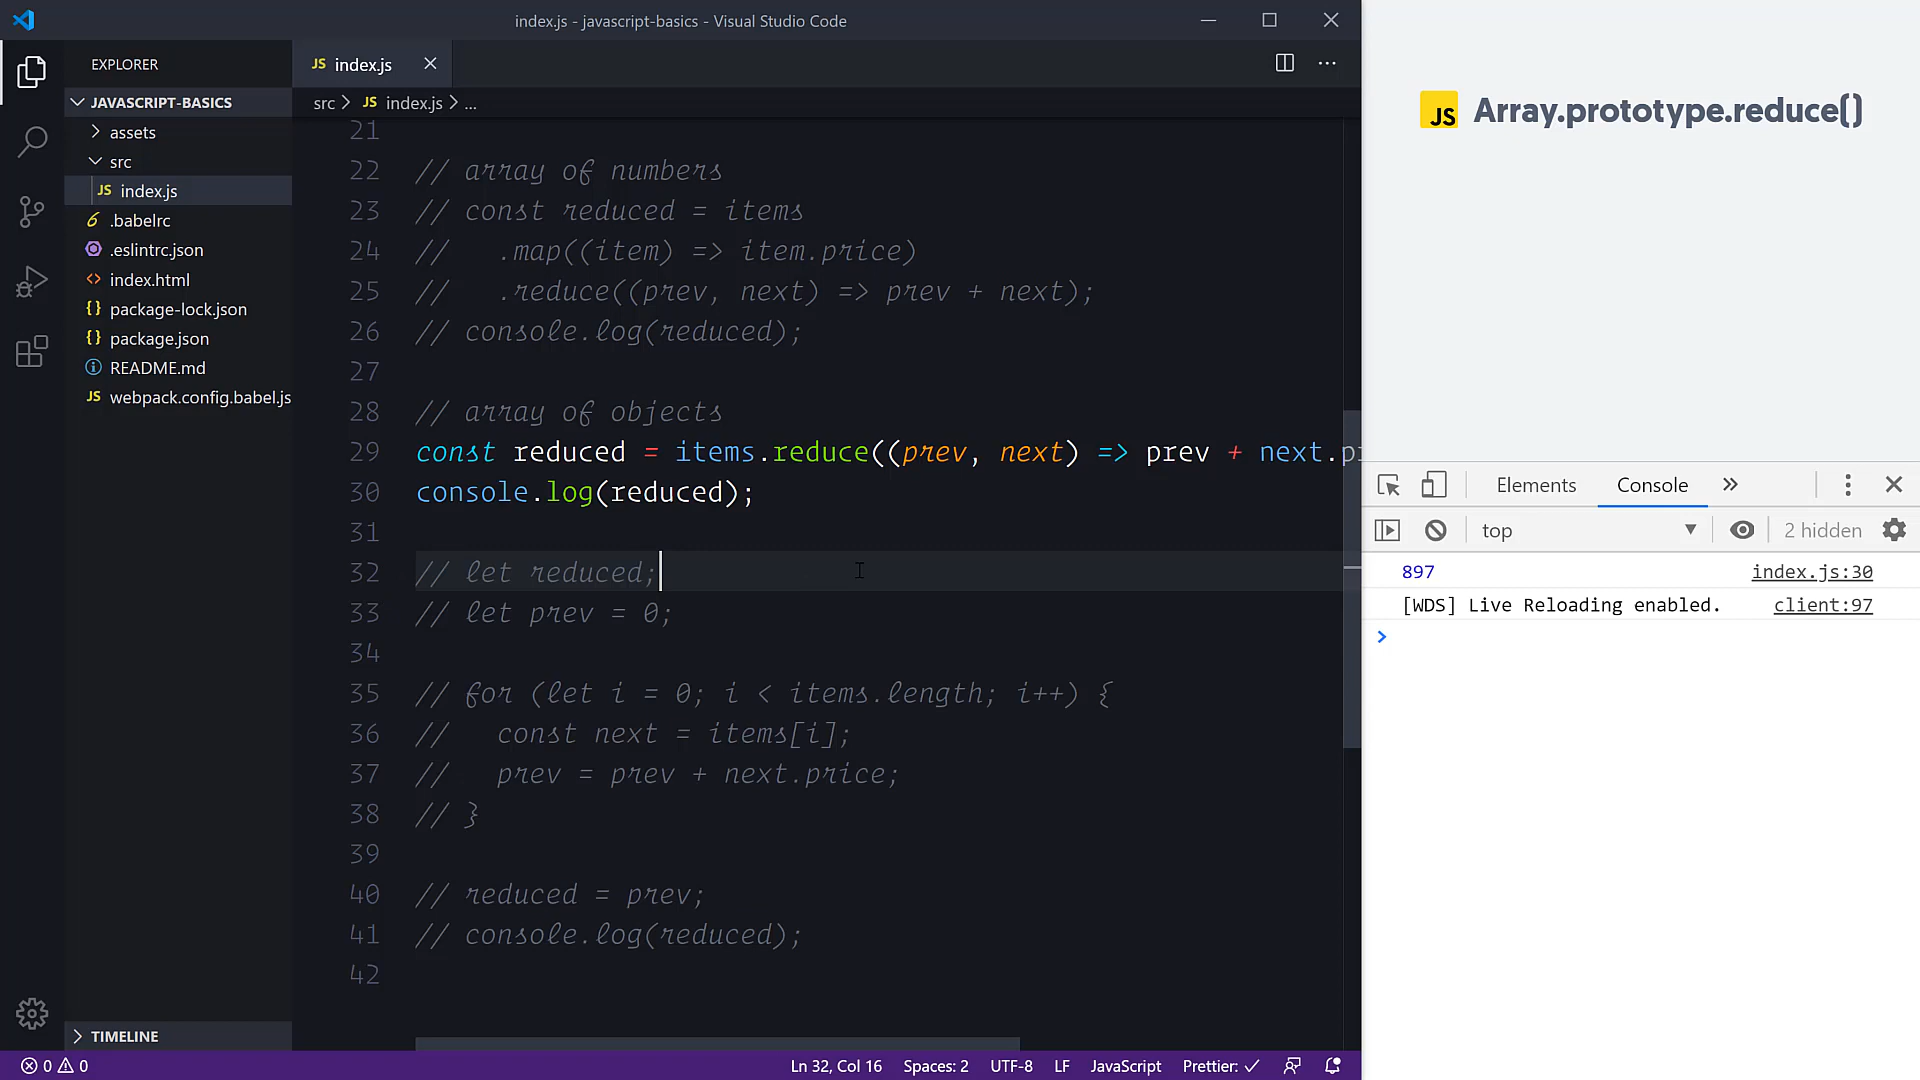 index.js - javascript-basics - Visual Studio Code
EXPLORER
JAVASCRIPT-BASICS
assets
src
JS index.js
.babelrc
.eslintrc.json
index.html
package-lock.json
package.json
README.md
JS webpack.config.babel.js
TIMELINE
JS index.js
src > JS index.js > ...
21
22 // array of numbers
23 // const reduced = items
24 //   .map((item) => item.price)
25 //   .reduce((prev, next) => prev + next);
26 // console.log(reduced);
27
28 // array of objects
29 const reduced = items.reduce((prev, next) => prev + next.p
30 console.log(reduced);
31
32 // let reduced;
33 // let prev = 0;
34
35 // for (let i = 0; i < items.length; i++) {
36 //   const next = items[i];
37 //   prev = prev + next.price;
38 // }
39
40 // reduced = prev;
41 // console.log(reduced);
42
0 0 Ln 32, Col 16 Spaces: 2 UTF-8 LF JavaScript Prettier: ✓
JS Array.prototype.reduce()
Elements Console
top 2 hidden
897 index.js:30
[WDS] Live Reloading enabled. client:97